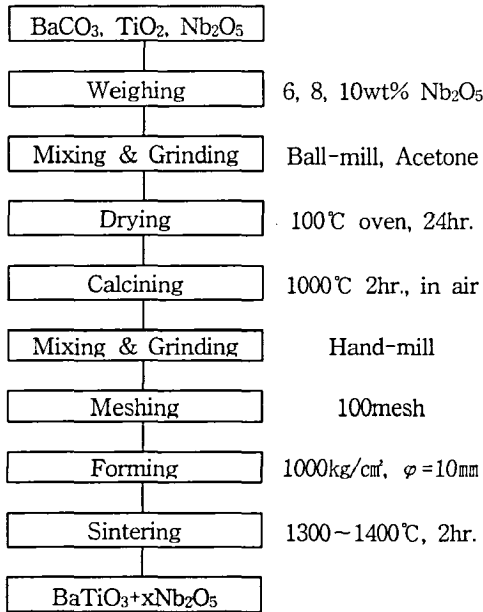 BaCO₃, TiO₂, Nb₂O₅
Weighing 6, 8, 10wt% Nb₂O₅
Mixing & Grinding Ball-mill, Acetone
Drying 100℃ oven, 24hr.
Calcining 1000℃ 2hr., in air
Mixing & Grinding Hand-mill
Meshing 100mesh
Forming 1000kg/㎠, φ=10㎜
Sintering 1300~1400℃, 2hr.
BaTiO₃+xNb₂O₅